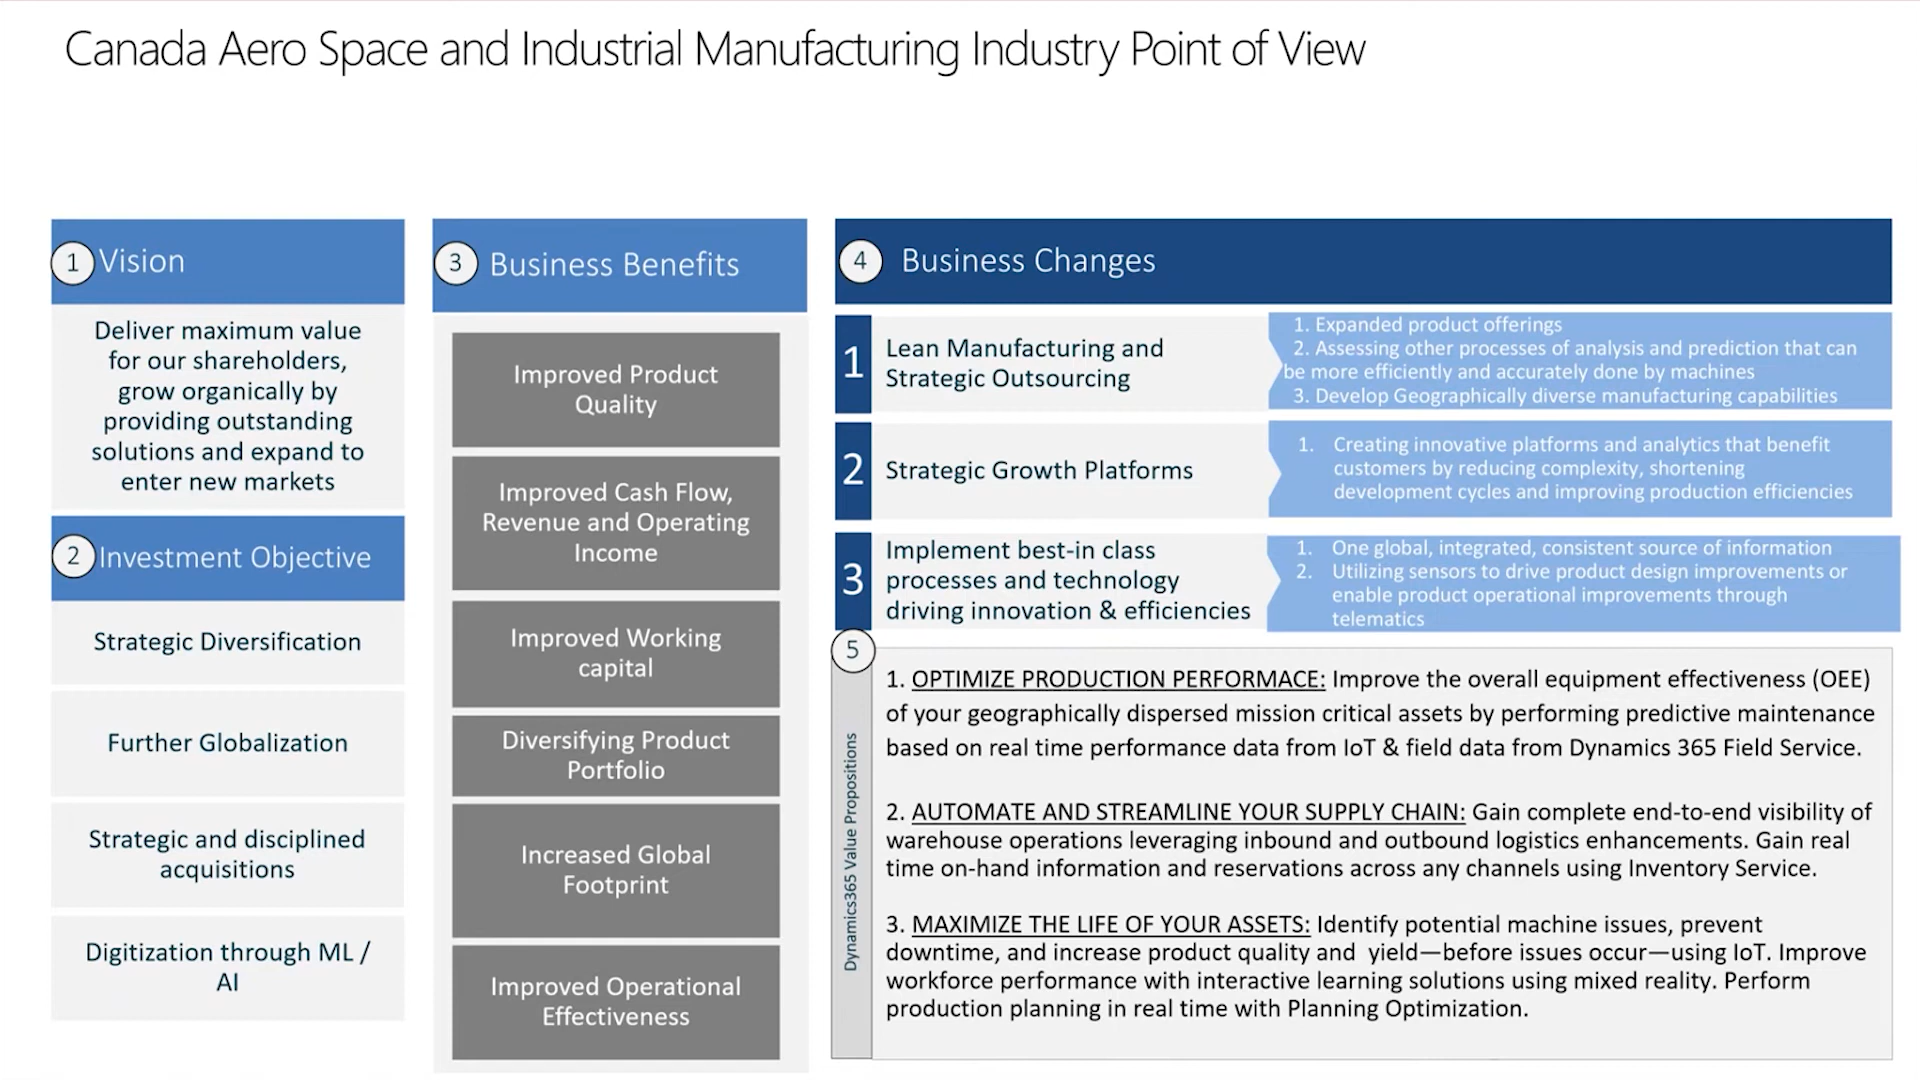 Canada Aero Space and Industrial Manufacturing Industry Point of View
1
Vision
Deliver maximum value
for our shareholders,
grow organically by
providing outstanding
solutions and expand to
enter new markets
2
Investment Objective
Strategic Diversification
Further Globalization
Strategic and disciplined
acquisitions
Digitization through ML /
AI
3
Business Benefits
Improved Product
Quality
Improved Cash Flow,
Revenue and Operating
Income
Improved Working
capital
Diversifying Product
Portfolio
Increased Global
Footprint
Improved Operational
Effectiveness
4
Business Changes
1
Lean Manufacturing and
Strategic Outsourcing
1. Expanded product offerings
2. Assessing other processes of analysis and prediction that can
be more efficiently and accurately done by machines
3. Develop Geographically diverse manufacturing capabilities
2
Strategic Growth Platforms
1. Creating innovative platforms and analytics that benefit
customers by reducing complexity, shortening
development cycles and improving production efficiencies
3
Implement best-in class
processes and technology
driving innovation & efficiencies
1. One global, integrated, consistent source of information
2. Utilizing sensors to drive product design improvements or
enable product operational improvements through
telematics
5
Dynamics365 Value Propositions
1. OPTIMIZE PRODUCTION PERFORMACE: Improve the overall equipment effectiveness (OEE)
of your geographically dispersed mission critical assets by performing predictive maintenance
based on real time performance data from IoT & field data from Dynamics 365 Field Service.
2. AUTOMATE AND STREAMLINE YOUR SUPPLY CHAIN: Gain complete end-to-end visibility of
warehouse operations leveraging inbound and outbound logistics enhancements. Gain real
time on-hand information and reservations across any channels using Inventory Service.
3. MAXIMIZE THE LIFE OF YOUR ASSETS: Identify potential machine issues, prevent
downtime, and increase product quality and yield—before issues occur—using IoT. Improve
workforce performance with interactive learning solutions using mixed reality. Perform
production planning in real time with Planning Optimization.